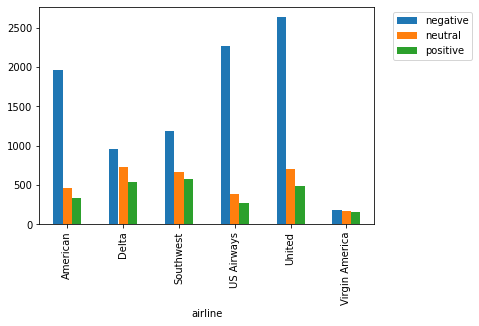 2500
2000
1500
1000
500
0
American
Delta
Southwest
US Airways
United
Virgin America
airline
negative
neutral
positive